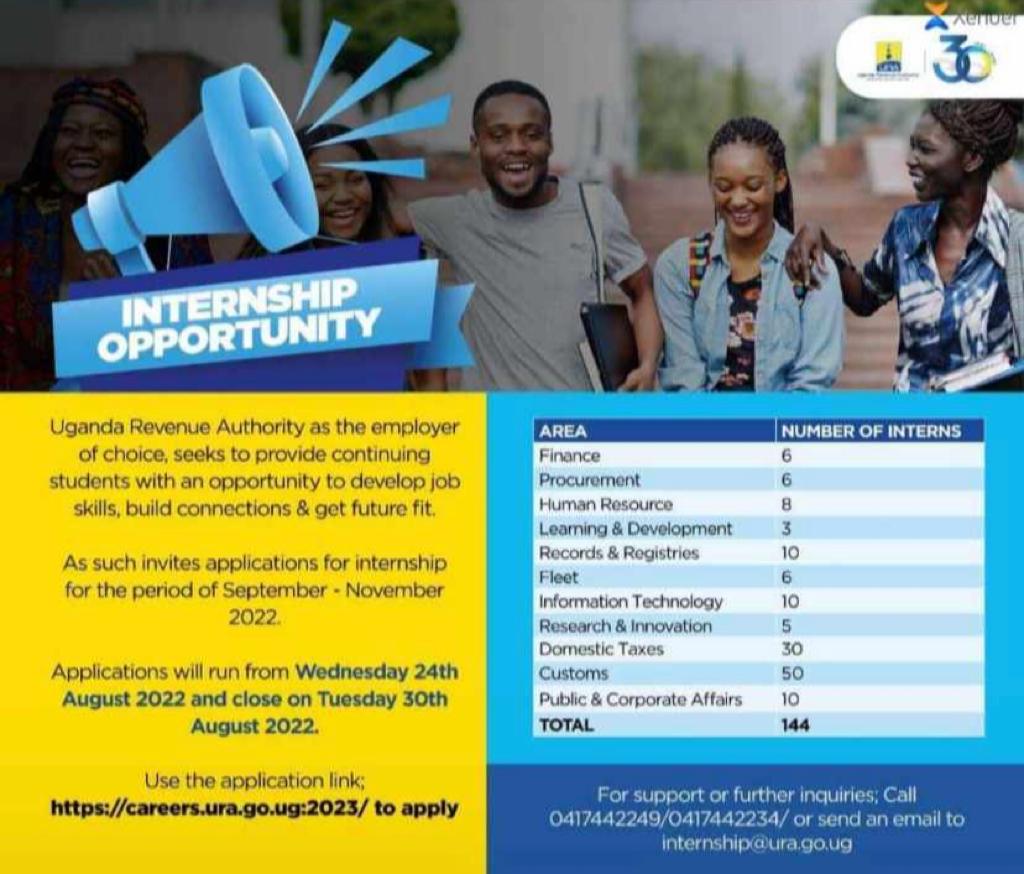 Xender
30
INTERNSHIP
OPPORTUNITY
Uganda Revenue Authority as the employer
of choice, seeks to provide continuing
students with an opportunity to develop job
skills, build connections & get future fit.
As such invites applications for internship
for the period of September - November
2022.
Applications will run from Wednesday 24th
August 2022 and close on Tuesday 30th
August 2022.
Use the application link;
https://careers.ura.go.ug:2023/ to apply
AREA NUMBER OF INTERNS
Finance 6
Procurement 6
Human Resource 8
Learning & Development 3
Records & Registries 10
Fleet 6
Information Technology 10
Research & Innovation 5
Domestic Taxes 30
Customs 50
Public & Corporate Affairs 10
TOTAL 144
For support or further inquiries; Call
0417442249/0417442234/ or send an email to
internship@ura.go.ug